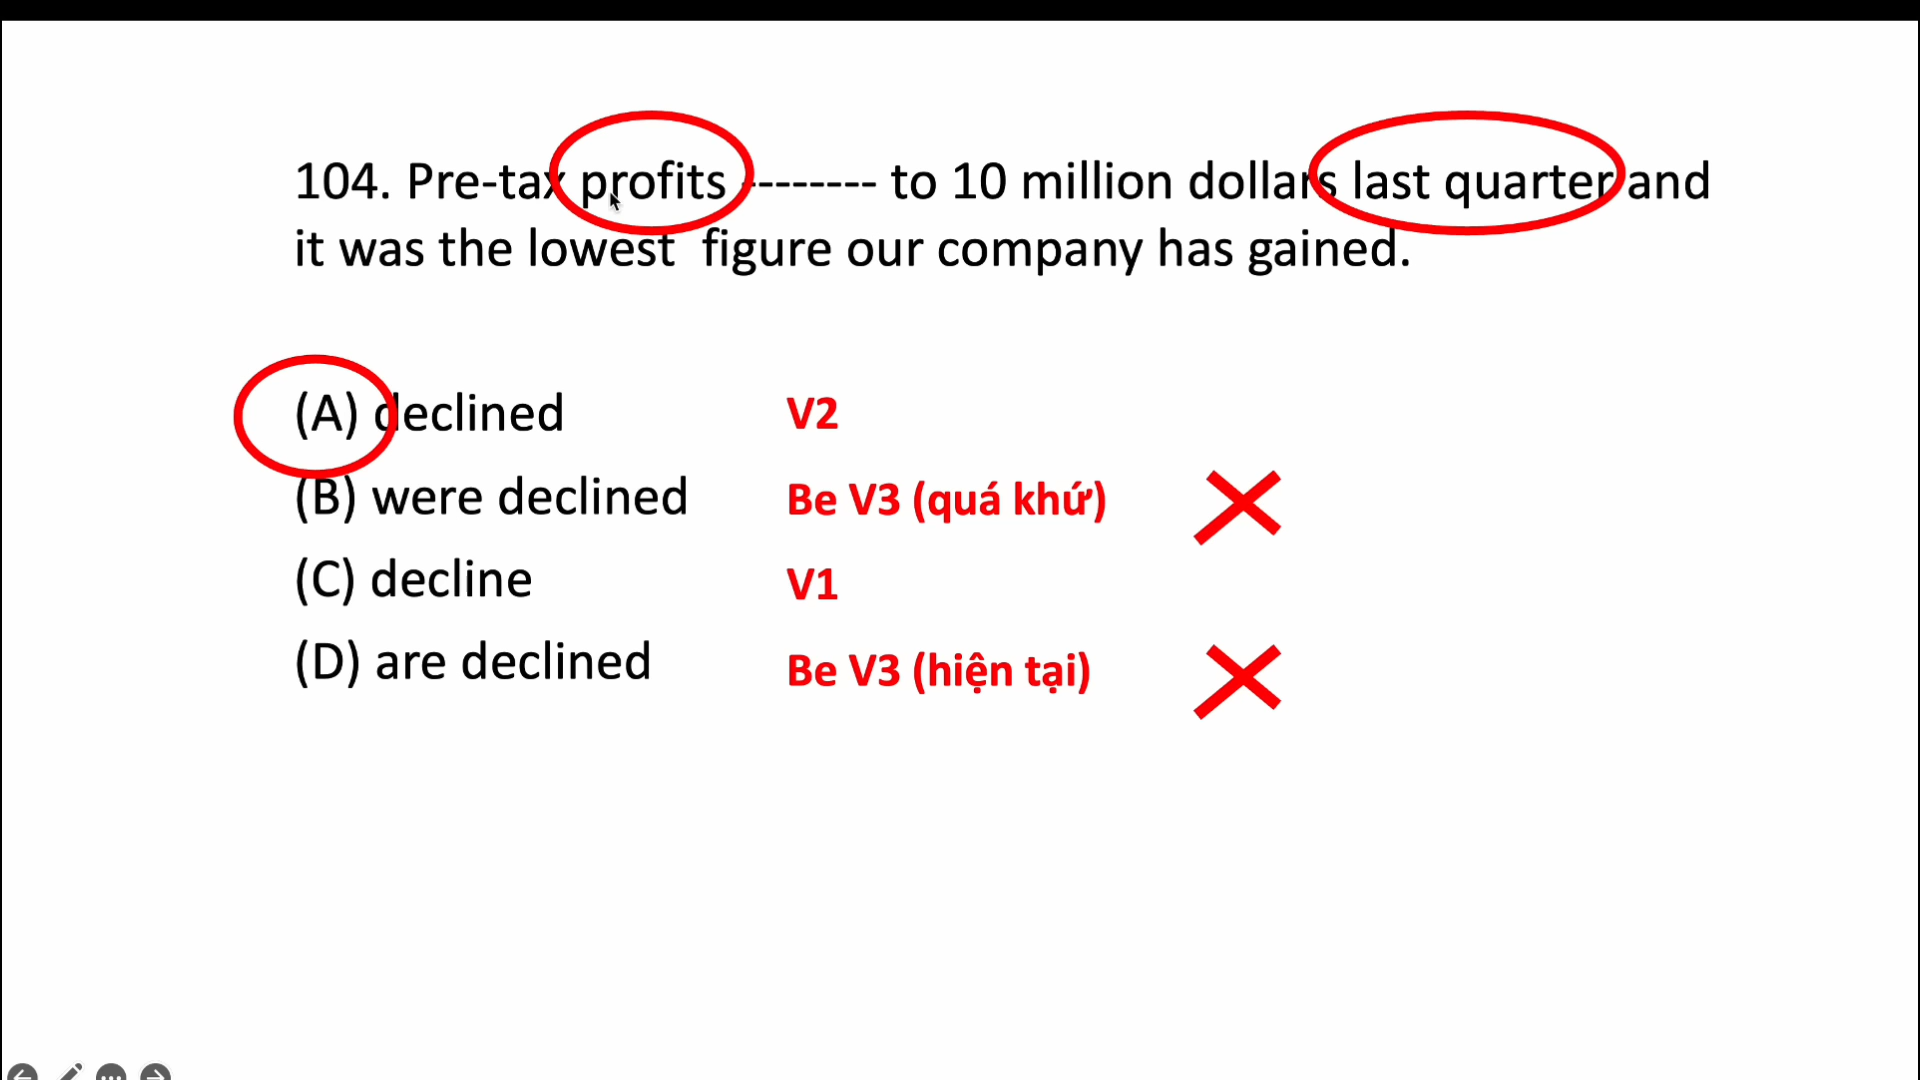 104. Pre-tax profits -------- to 10 million dollars last quarter and
it was the lowest figure our company has gained.
(A) declined V2
(B) were declined Be V3 (quá khứ)
(C) decline V1
(D) are declined Be V3 (hiện tại)